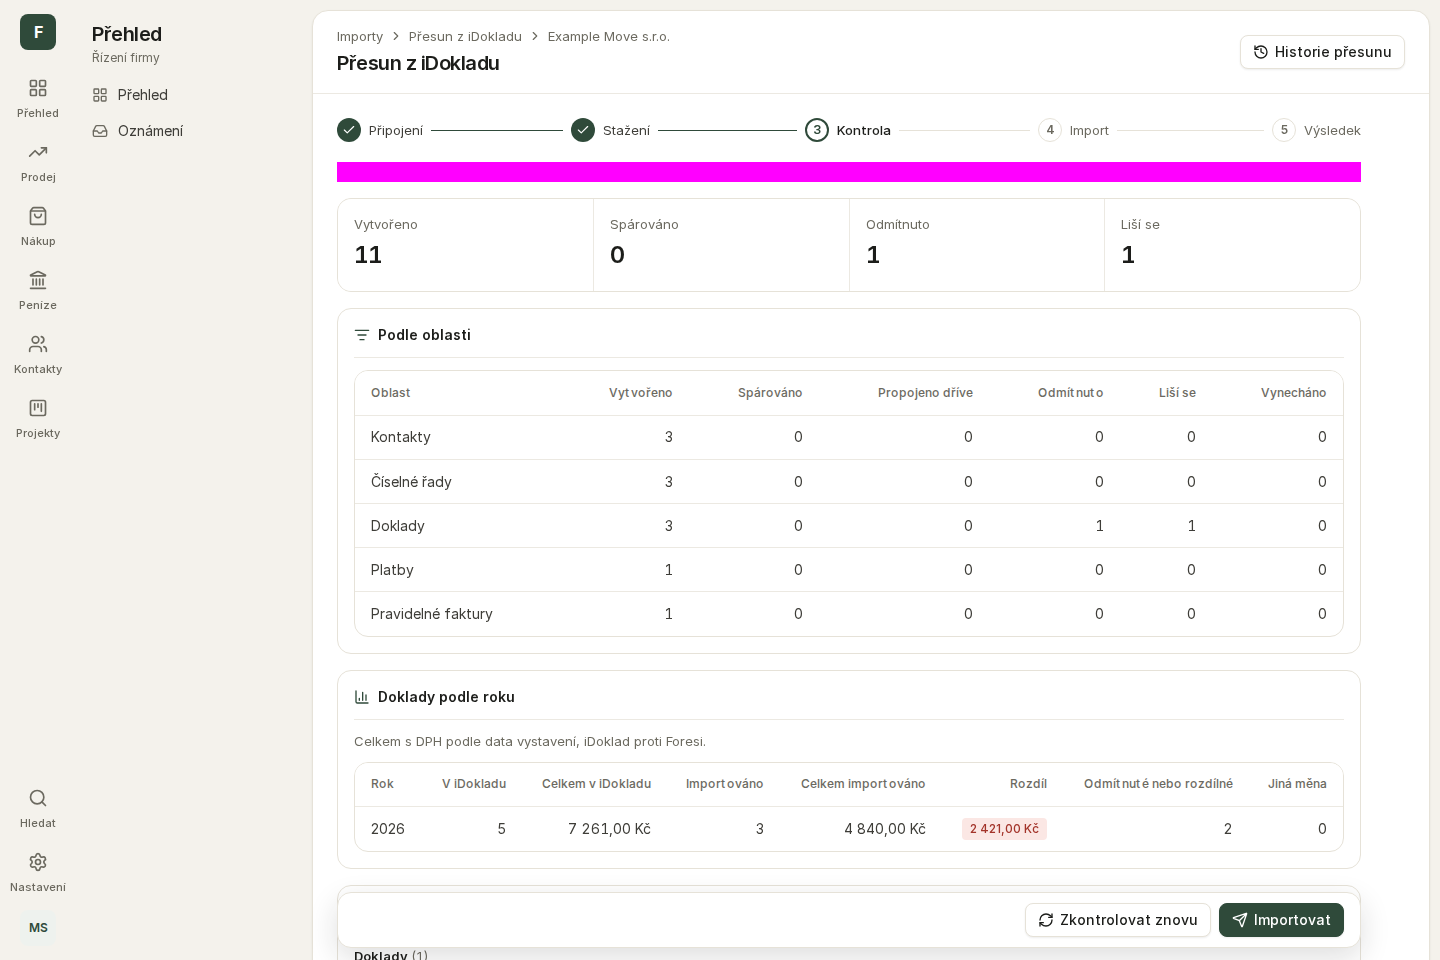 F
Přehled
Prodej
Nákup
Peníze
Kontakty
Projekty
Hledat
Nastavení
MS
Přehled
Řízení firmy
Přehled
Oznámení
Importy > Přesun z iDokladu > Example Move s.r.o.
Přesun z iDokladu
Historie přesunu
Připojení
Stažení
3 Kontrola
4 Import
5 Výsledek
Vytvořeno Spárováno Odmítnuto Liší se
11 0 1 1
Podle oblasti
Oblast Vytvořeno Spárováno Propojeno dříve Odmítnuto Liší se Vynecháno
Kontakty 3 0 0 0 0 0
Číselné řady 3 0 0 0 0 0
Doklady 3 0 0 1 1 0
Platby 1 0 0 0 0 0
Pravidelné faktury 1 0 0 0 0 0
Doklady podle roku
Celkem s DPH podle data vystavení, iDoklad proti Foresi.
Rok V iDokladu Celkem v iDokladu Importováno Celkem importováno Rozdíl Odmítnuté nebo rozdílné Jiná měna
2026 5 7 261,00 Kč 3 4 840,00 Kč 2 421,00 Kč 2 0
Zkontrolovat znovu
Importovat
Doklady (1)